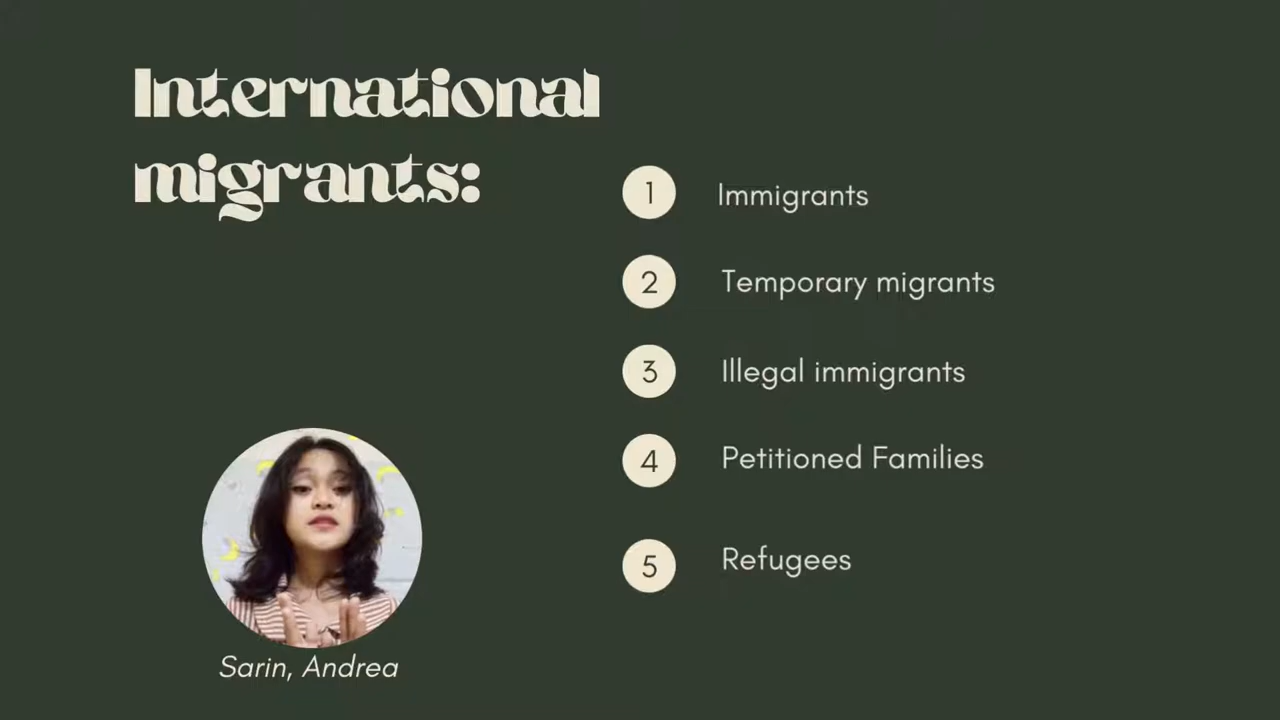 International
migrants:
1 Immigrants
2 Temporary migrants
3 Illegal immigrants
4 Petitioned Families
5 Refugees
Sarin, Andrea